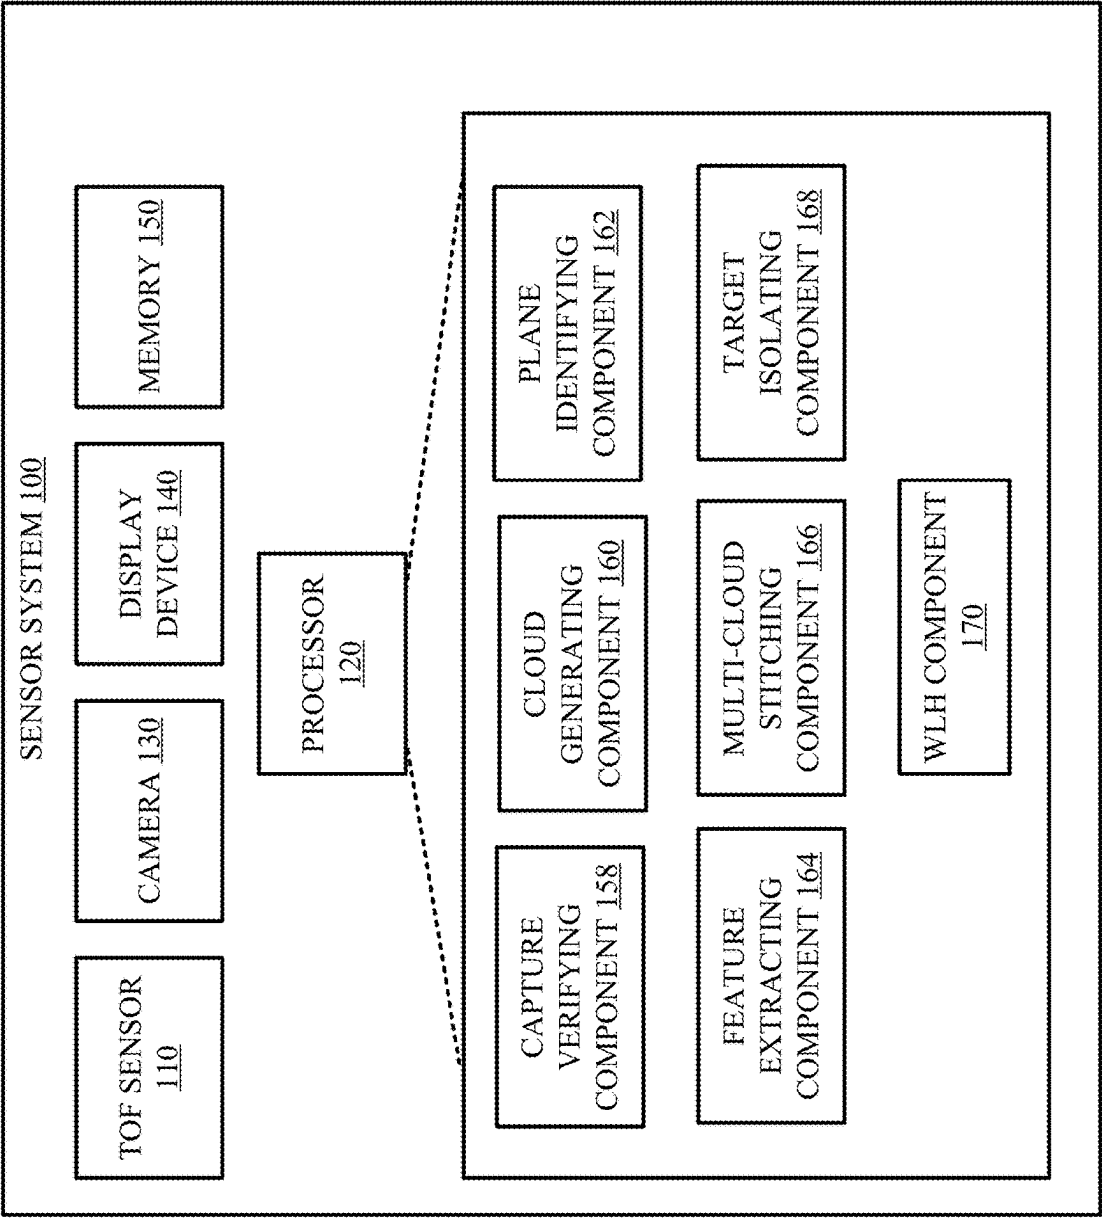 SENSOR SYSTEM 100
TOF SENSOR
110
CAMERA 130
DISPLAY
DEVICE 140
MEMORY 150
PROCESSOR
120
CAPTURE
VERIFYING
COMPONENT 158
CLOUD
GENERATING
COMPONENT 160
PLANE
IDENTIFYING
COMPONENT 162
FEATURE
EXTRACTING
COMPONENT 164
MULTI-CLOUD
STITCHING
COMPONENT 166
TARGET
ISOLATING
COMPONENT 168
WLH COMPONENT
170